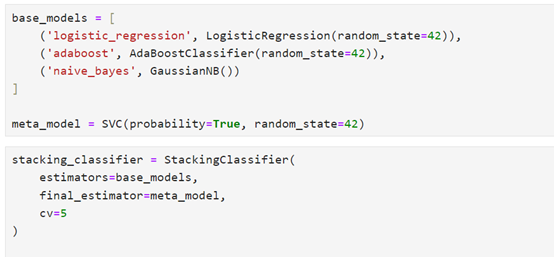 base_models = [
    ('logistic_regression', LogisticRegression(random_state=42)),
    ('adaboost', AdaBoostClassifier(random_state=42)),
    ('naive_bayes', GaussianNB())
]
meta_model = SVC(probability=True, random_state=42)
stacking_classifier = StackingClassifier(
    estimators=base_models,
    final_estimator=meta_model,
    cv=5
)